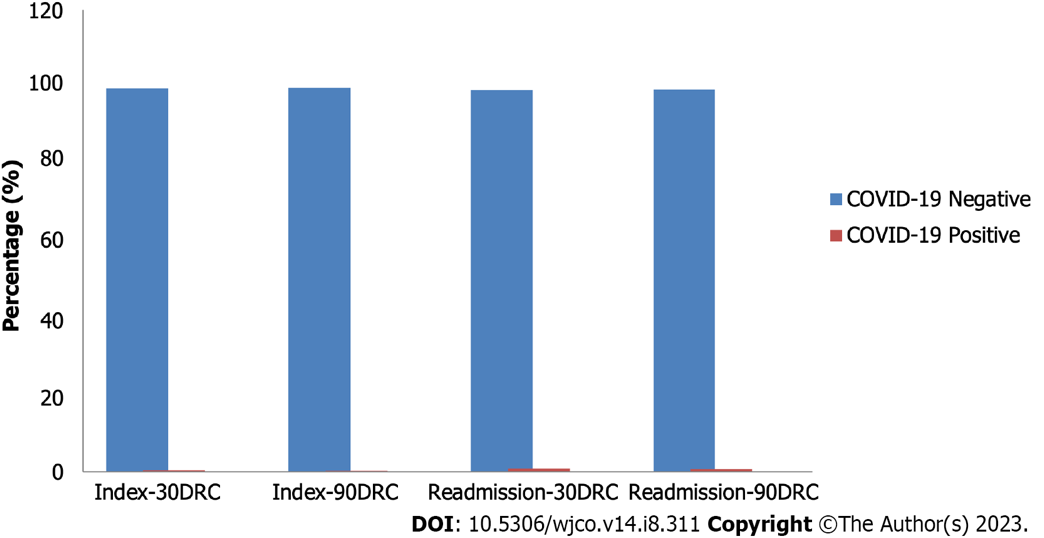 120
100
80
60
40
20
0
Percentage (%)
Index-30DRC Index-90DRC Readmission-30DRC Readmission-90DRC
COVID-19 Negative
COVID-19 Positive
DOI: 10.5306/wjco.v14.i8.311 Copyright ©The Author(s) 2023.